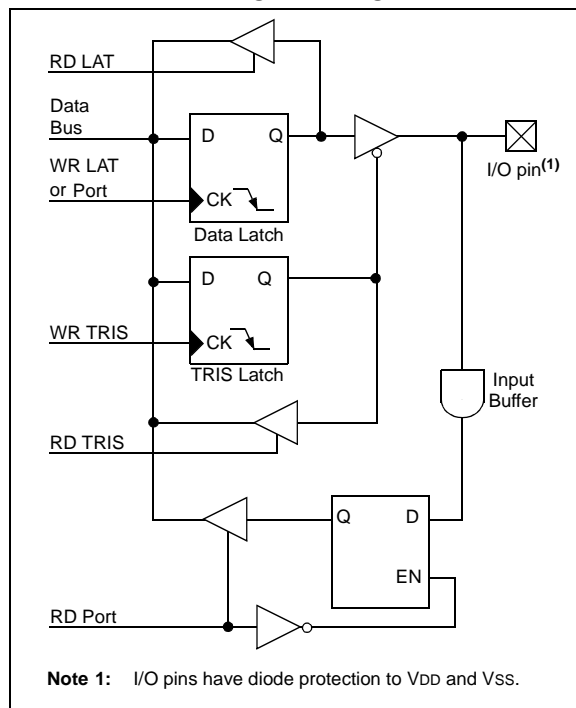 RD LAT
Data
Bus
D Q
WR LAT
or Port
CK
Data Latch
I/O pin(1)
D Q
WR TRIS
CK
TRIS Latch
Input
Buffer
RD TRIS
Q D
EN
RD Port
Note 1: I/O pins have diode protection to VDD and VSS.